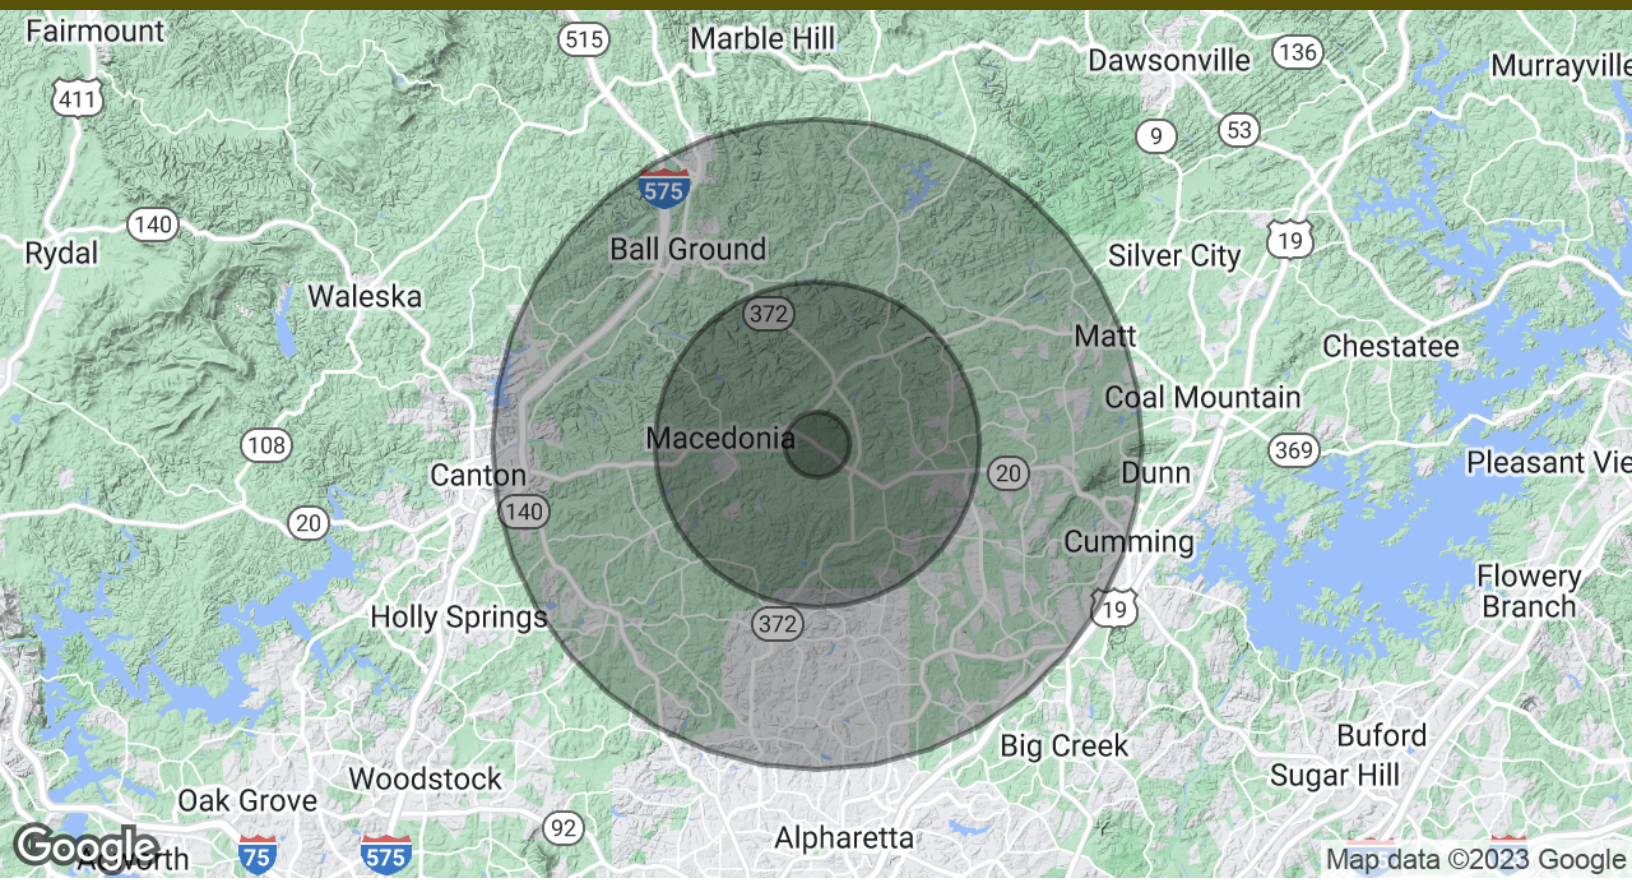 Fairmount
515
Marble Hill
Dawsonville
136
Murrayville
411
9
53
575
140
Rydal
Ball Ground
Silver City
19
Waleska
372
Matt
Chestatee
Coal Mountain
Macedonia
108
369
Canton
20
Dunn
Pleasant Vie
140
20
Cumming
Flowery
Branch
Holly Springs
372
19
Big Creek
Buford
Woodstock
Sugar Hill
Oak Grove
92
Alpharetta
Google
Acworth
75
575
Map data ©2023 Google